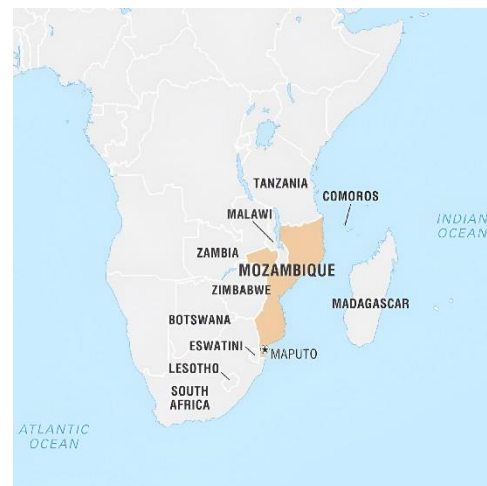 TANZANIA
COMOROS
MALAWI
INDIAN
OCEAN
ZAMBIA
MOZAMBIQUE
ZIMBABWE
MADAGASCAR
BOTSWANA
ESWATINI
MAPUTO
LESOTHO
SOUTH
AFRICA
ATLANTIC
OCEAN